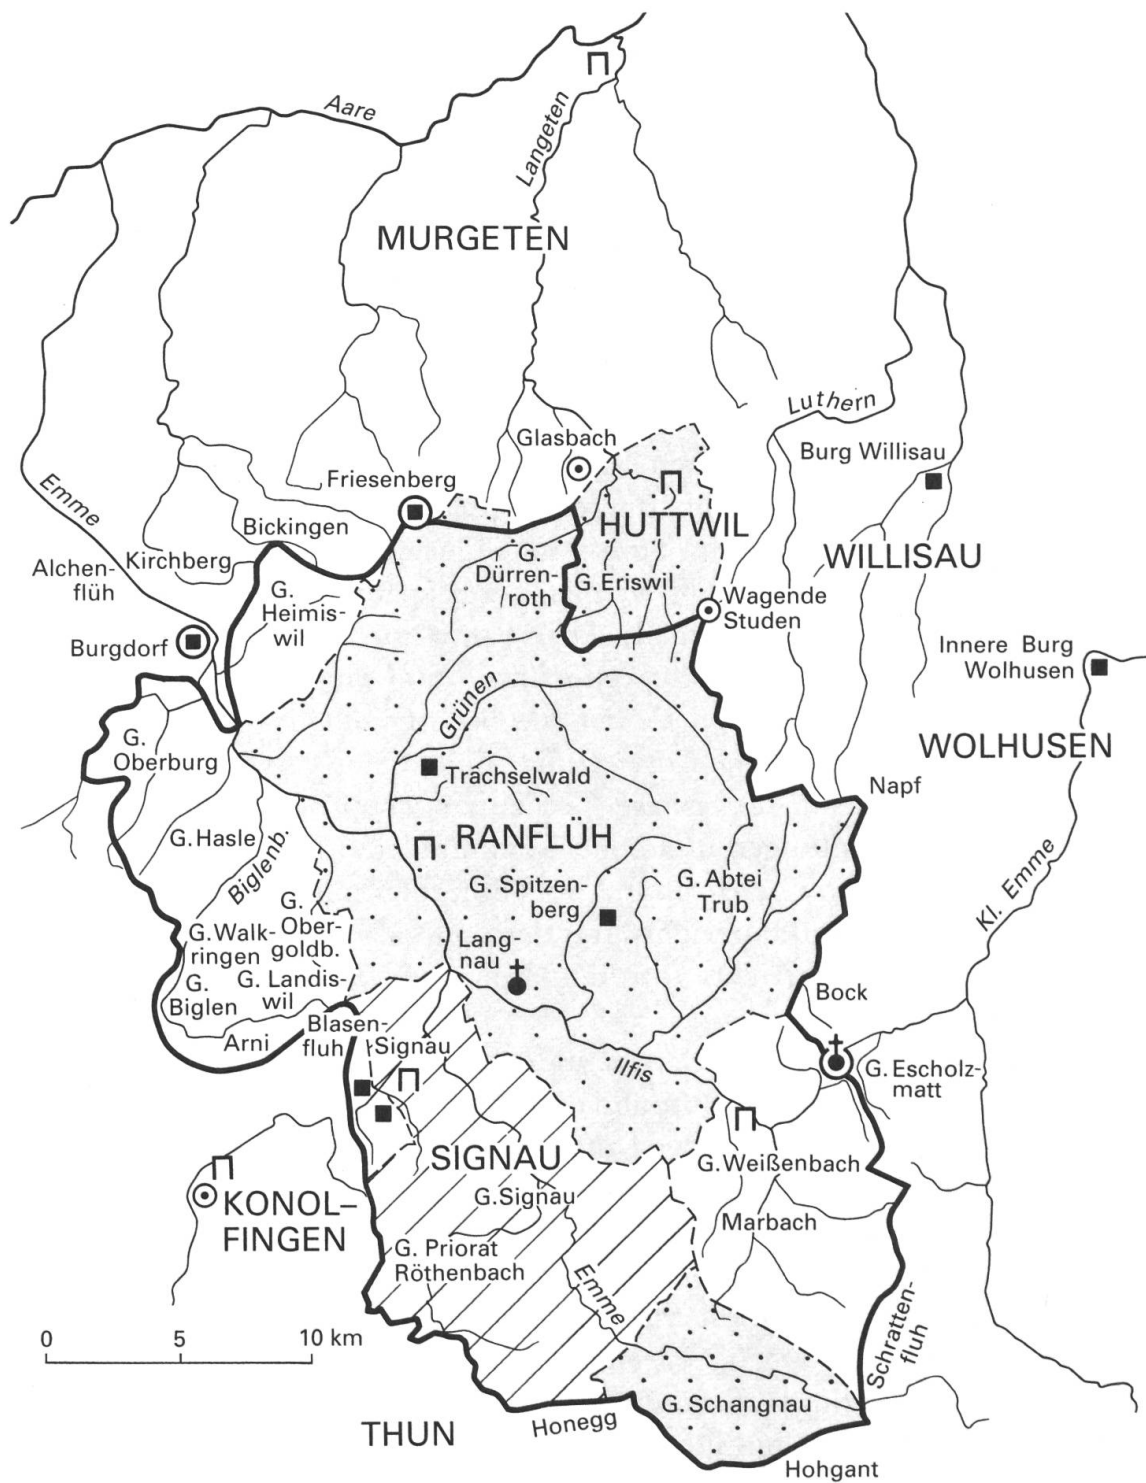 Aare
Langeten
MURGETEN
Luthern
Glasbach
Burg Willisau
Friesenberg
Emme
Bickingen
HUTTWIL
WILLISAU
Kirchberg
Alchen-
flüh
G.
Dürren-
roth
G. Eriswil
G.
Heimis-
wil
Wagende
Studen
Burgdorf
Innere Burg
Wolhusen
Grünen
G.
Oberburg
WOLHUSEN
Trächselwald
Napf
G. Hasle
RANFLÜH
Biglenb.
G. Spitzen-
berg
G. Abtei
Trub
Kl. Emme
G.
Ober-
goldb.
G. Walk-
ringen
Lang-
nau
G. Landis-
wil
G.
Biglen
Bock
Arni
Blasen-
fluh
Signau
Ilfis
G. Escholz-
matt
SIGNAU
G. Weißenbach
KONOL-
FINGEN
G. Signau
Marbach
G. Priorat
Röthenbach
Emme
Schratten-
fluh
0 5 10 km
G. Schangnau
THUN
Honegg
Hohgant